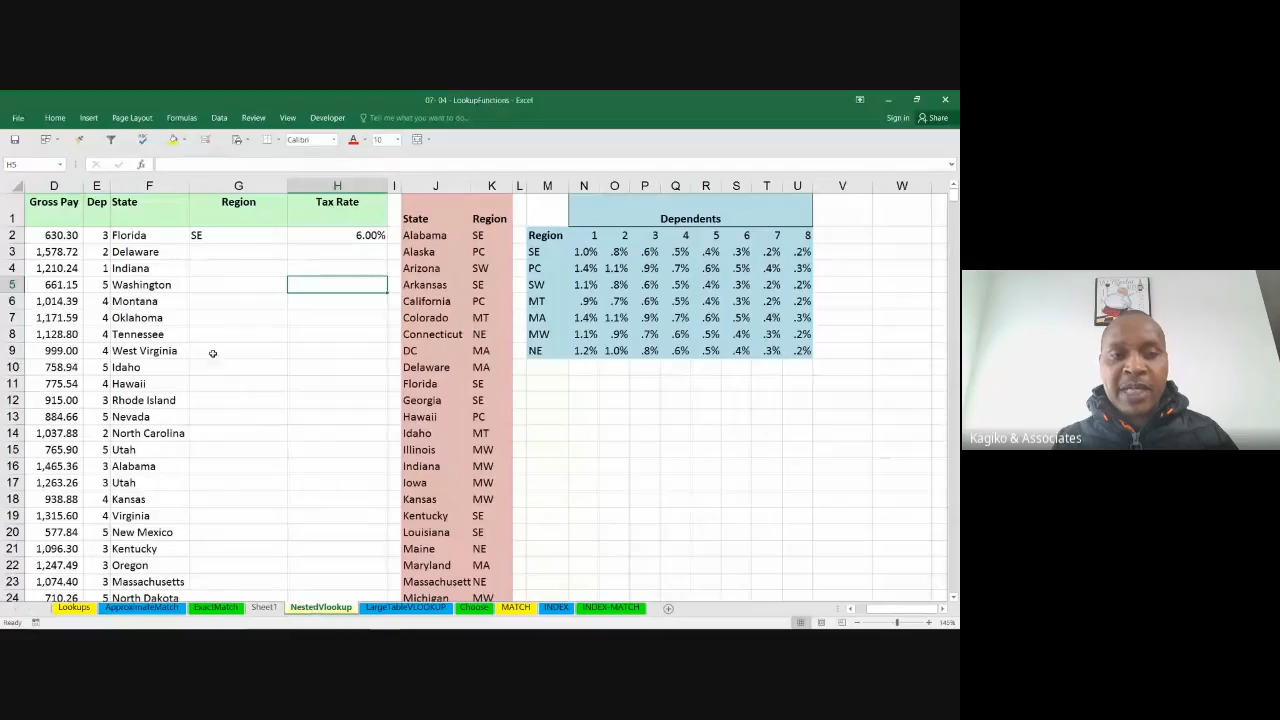 07- 04 - LookupFunctions - Excel
File Home Insert Page Layout Formulas Data Review View Developer Tell me what you want to do... Sign in Share
Calibri 10
H5
D E F G H I J K L M N O P Q R S T U V W
Gross Pay Dep State Region Tax Rate
1 State Region Dependents
2 630.30 3 Florida SE 6.00% Alabama SE Region 1 2 3 4 5 6 7 8
3 1,578.72 2 Delaware Alaska PC SE 1.0% .8% .6% .5% .4% .3% .2% .2%
4 1,210.24 1 Indiana Arizona SW PC 1.4% 1.1% .9% .7% .6% .5% .4% .3%
5 661.15 5 Washington Arkansas SE SW 1.1% .8% .6% .5% .4% .3% .2% .2%
6 1,014.39 4 Montana California PC MT .9% .7% .6% .5% .4% .3% .2% .2%
7 1,171.59 4 Oklahoma Colorado MT MA 1.4% 1.1% .9% .7% .6% .5% .4% .3%
8 1,128.80 4 Tennessee Connecticut NE MW 1.1% .9% .7% .6% .4% .3% .3% .2%
9 999.00 4 West Virginia DC MA NE 1.2% 1.0% .8% .6% .5% .4% .3% .2%
10 758.94 5 Idaho Delaware MA
11 775.54 4 Hawaii Florida SE
12 915.00 3 Rhode Island Georgia SE
13 884.66 5 Nevada Hawaii PC
14 1,037.88 2 North Carolina Idaho MT
15 765.90 5 Utah Illinois MW
16 1,465.36 3 Alabama Indiana MW
17 1,263.26 3 Utah Iowa MW
18 938.88 4 Kansas Kansas MW
19 1,315.60 4 Virginia Kentucky SE
20 577.84 5 New Mexico Louisiana SE
21 1,096.30 3 Kentucky Maine NE
22 1,247.49 3 Oregon Maryland MA
23 1,074.40 3 Massachusetts Massachusett NE
24 710.26 5 North Dakota Michigan MW
Lookups ApproximateMatch ExactMatch Sheet1 NestedVlookup LargeTableVLOOKUP Choose MATCH INDEX INDEX-MATCH
Ready 145%
Kagiko & Associates